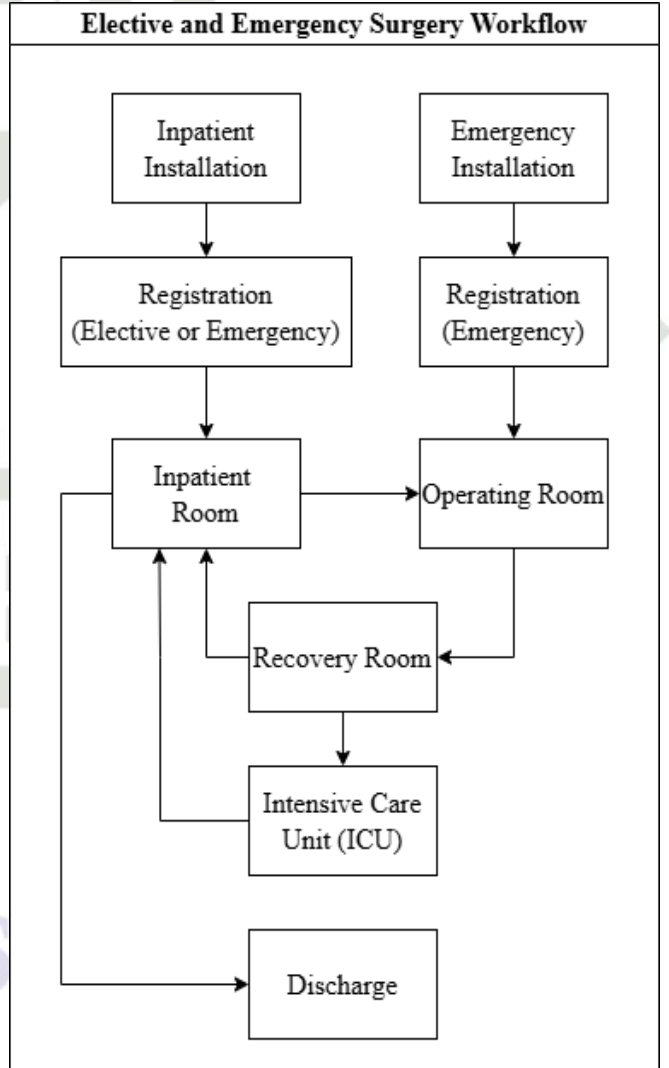 Elective and Emergency Surgery Workflow
Inpatient
Installation
Emergency
Installation
Registration
(Elective or Emergency)
Registration
(Emergency)
Inpatient
Room
Operating Room
Recovery Room
Intensive Care
Unit (ICU)
Discharge